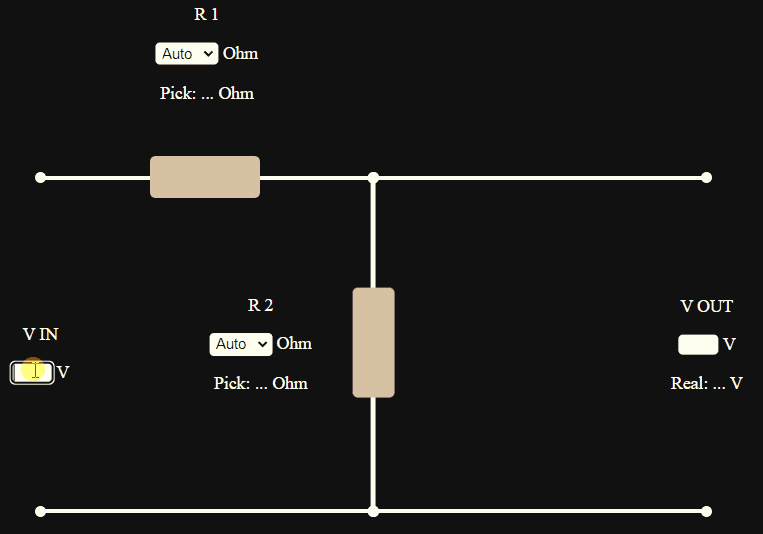 R 1
Auto Ohm
Pick: ... Ohm
R 2
Auto Ohm
Pick: ... Ohm
V IN
V
V OUT
V
Real: ... V